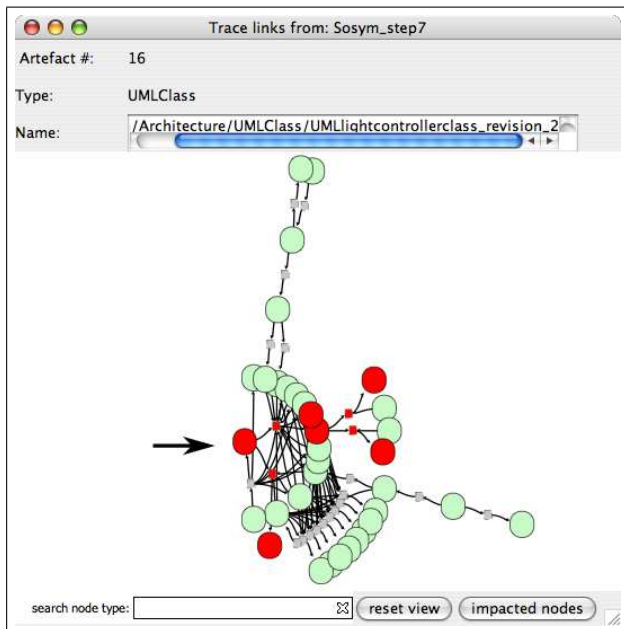 Trace links from: Sosym_step7
Artefact #: 16
Type: UMLClass
Name: /Architecture/UMLClass/UMLlightcontrollerclass_revision_2
search node type: reset view impacted nodes